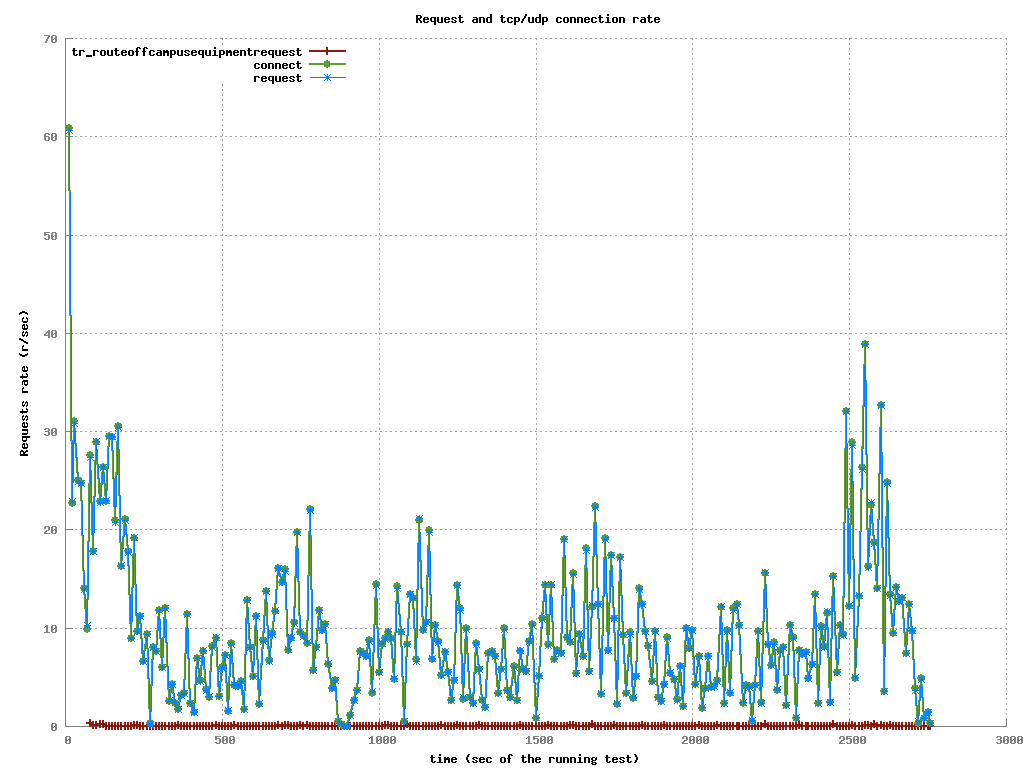 Request and tcp/udp connection rate
70
60
50
40
30
20
10
0
Requests rate (r/sec)
tr_routeoffcampusequipmentrequest
connect
request
0 500 1000 1500 2000 2500 3000
time (sec of the running test)